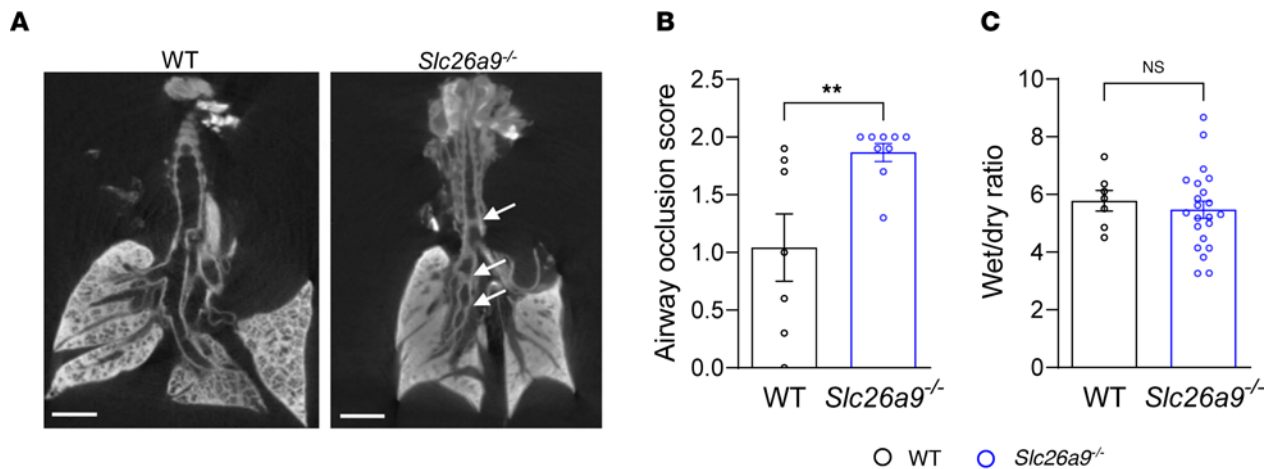 A
WT
Slc26a9-/-
B
Airway occlusion score
2.5
2.0
1.5
1.0
0.5
0.0
**
WT
Slc26a9-/-
C
Wet/dry ratio
10
8
6
4
2
0
NS
WT
Slc26a9-/-
WT
Slc26a9-/-